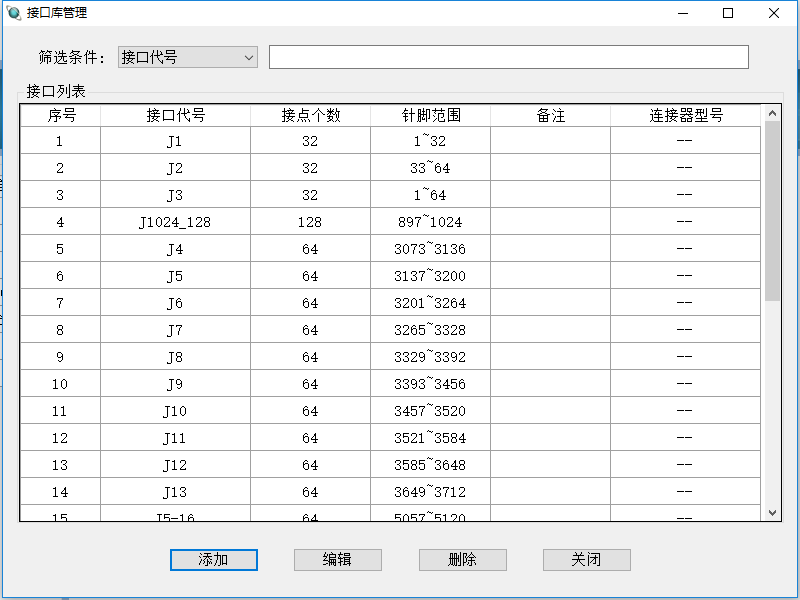 接口库管理
筛选条件： 接口代号
接口列表
序号 接口代号 接点个数 针脚范围 备注 连接器型号
1 J1 32 1~32 --
2 J2 32 33~64 --
3 J3 32 1~64 --
4 J1024_128 128 897~1024 --
5 J4 64 3073~3136 --
6 J5 64 3137~3200 --
7 J6 64 3201~3264 --
8 J7 64 3265~3328 --
9 J8 64 3329~3392 --
10 J9 64 3393~3456 --
11 J10 64 3457~3520 --
12 J11 64 3521~3584 --
13 J12 64 3585~3648 --
14 J13 64 3649~3712 --
15 J5-16 64 5057~5120 --
添加 编辑 删除 关闭